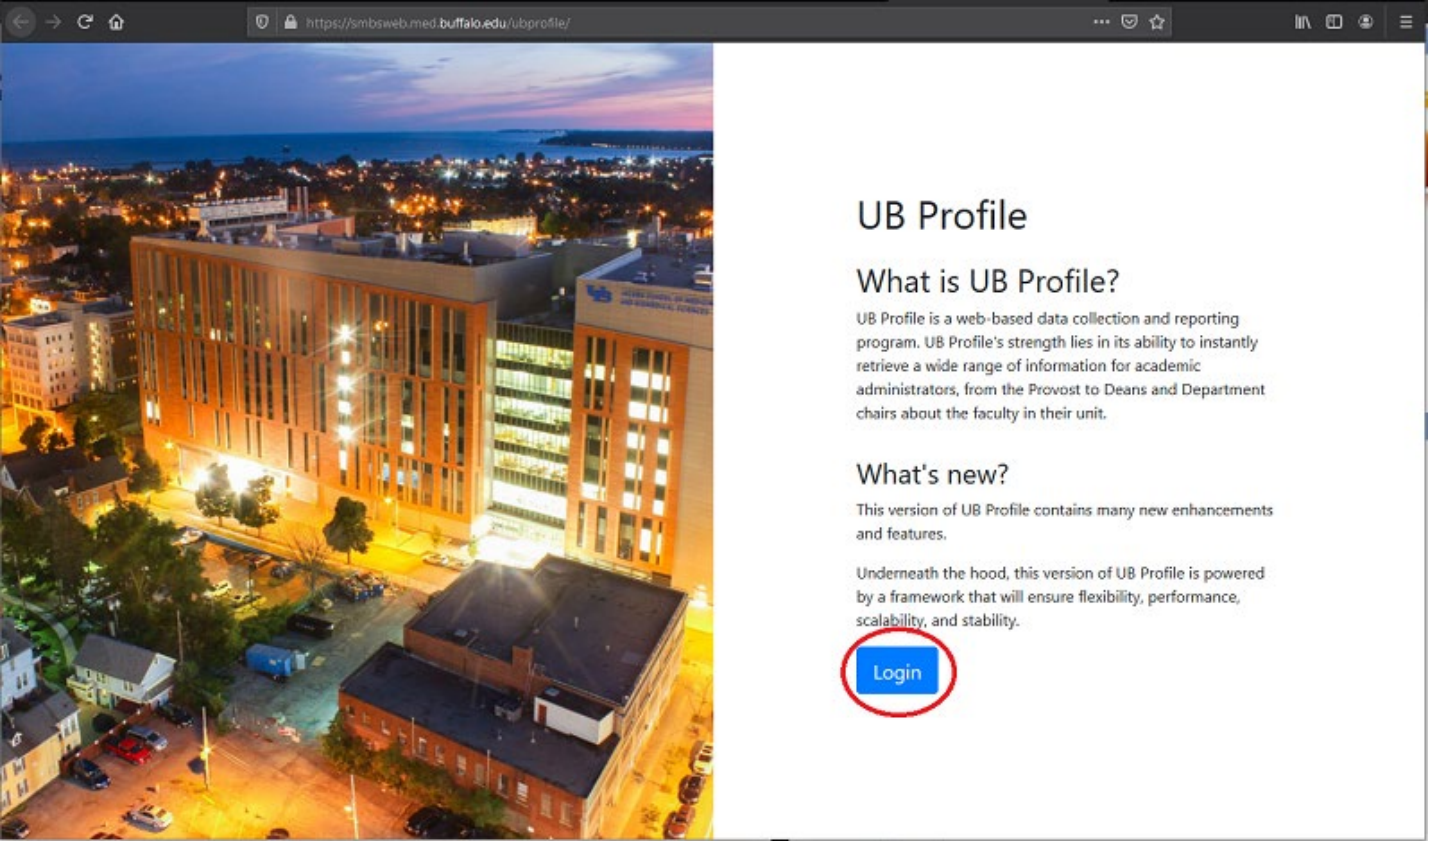 https://smbsweb.med.buffalo.edu/ubprofile/
UB Profile
What is UB Profile?
UB Profile is a web-based data collection and reporting
program. UB Profile's strength lies in its ability to instantly
retrieve a wide range of information for academic
administrators, from the Provost to Deans and Department
chairs about the faculty in their unit.
What's new?
This version of UB Profile contains many new enhancements
and features.
Underneath the hood, this version of UB Profile is powered
by a framework that will ensure flexibility, performance,
scalability, and stability.
Login